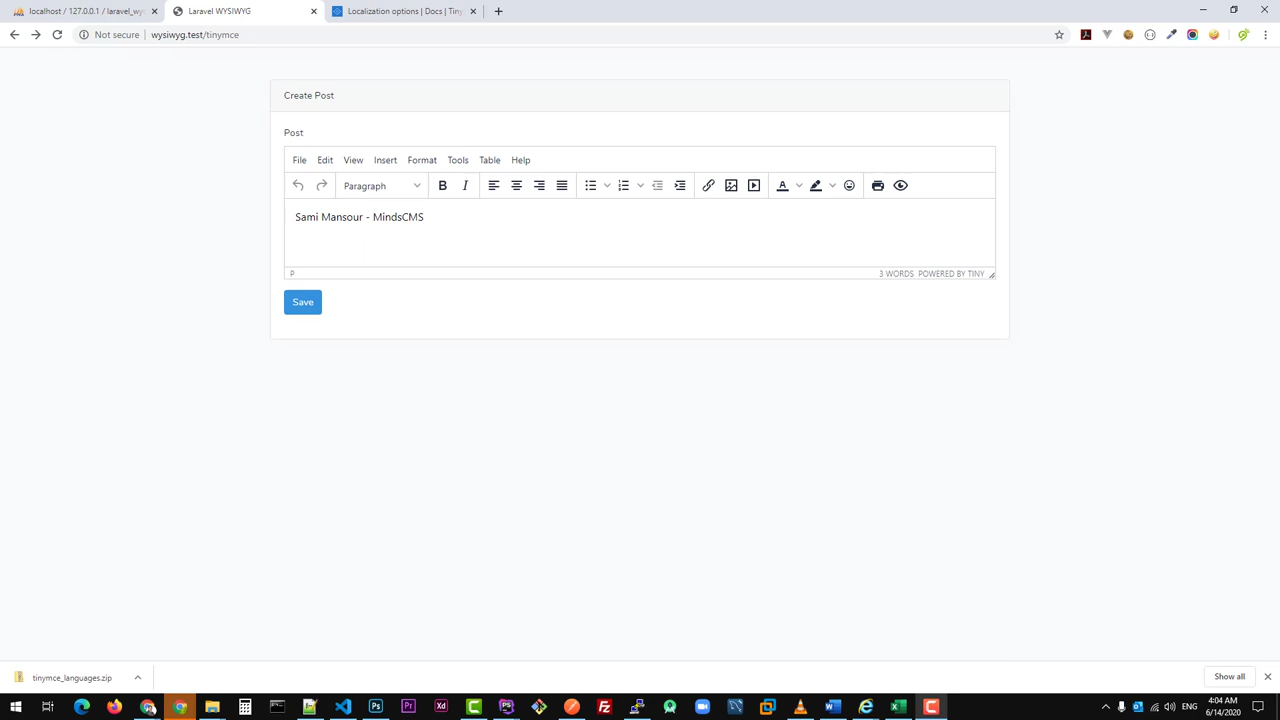 localhost / 127.0.0.1 / laravel_wy
Laravel WYSIWYG
Localization options | Docs | Tiny
Not secure
wysiwyg.test/tinymce
Create Post
Post
File Edit View Insert Format Tools Table Help
Paragraph B I A
Sami Mansour - MindsCMS
P 3 WORDS POWERED BY TINY
Save
tinymce_languages.zip
Show all
ENG
4:04 AM
6/14/2020